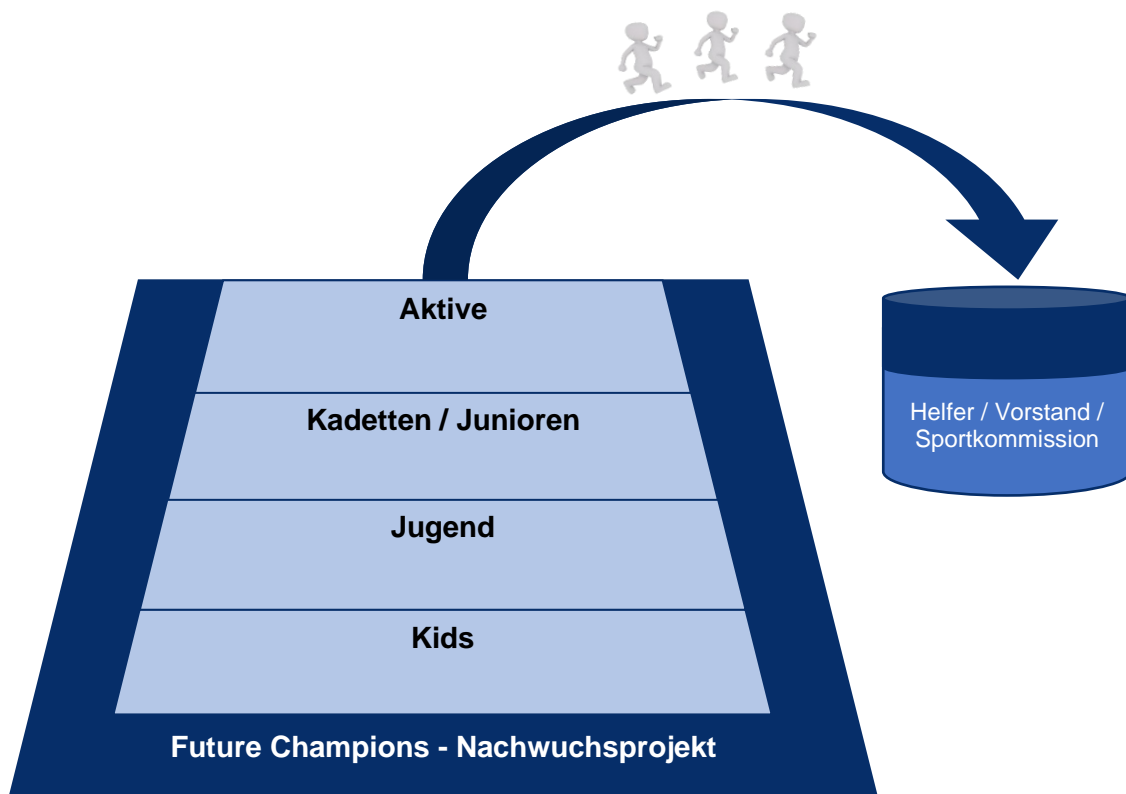 Aktive
Kadetten / Junioren
Jugend
Kids
Future Champions - Nachwuchsprojekt
Helfer / Vorstand /
Sportkommission